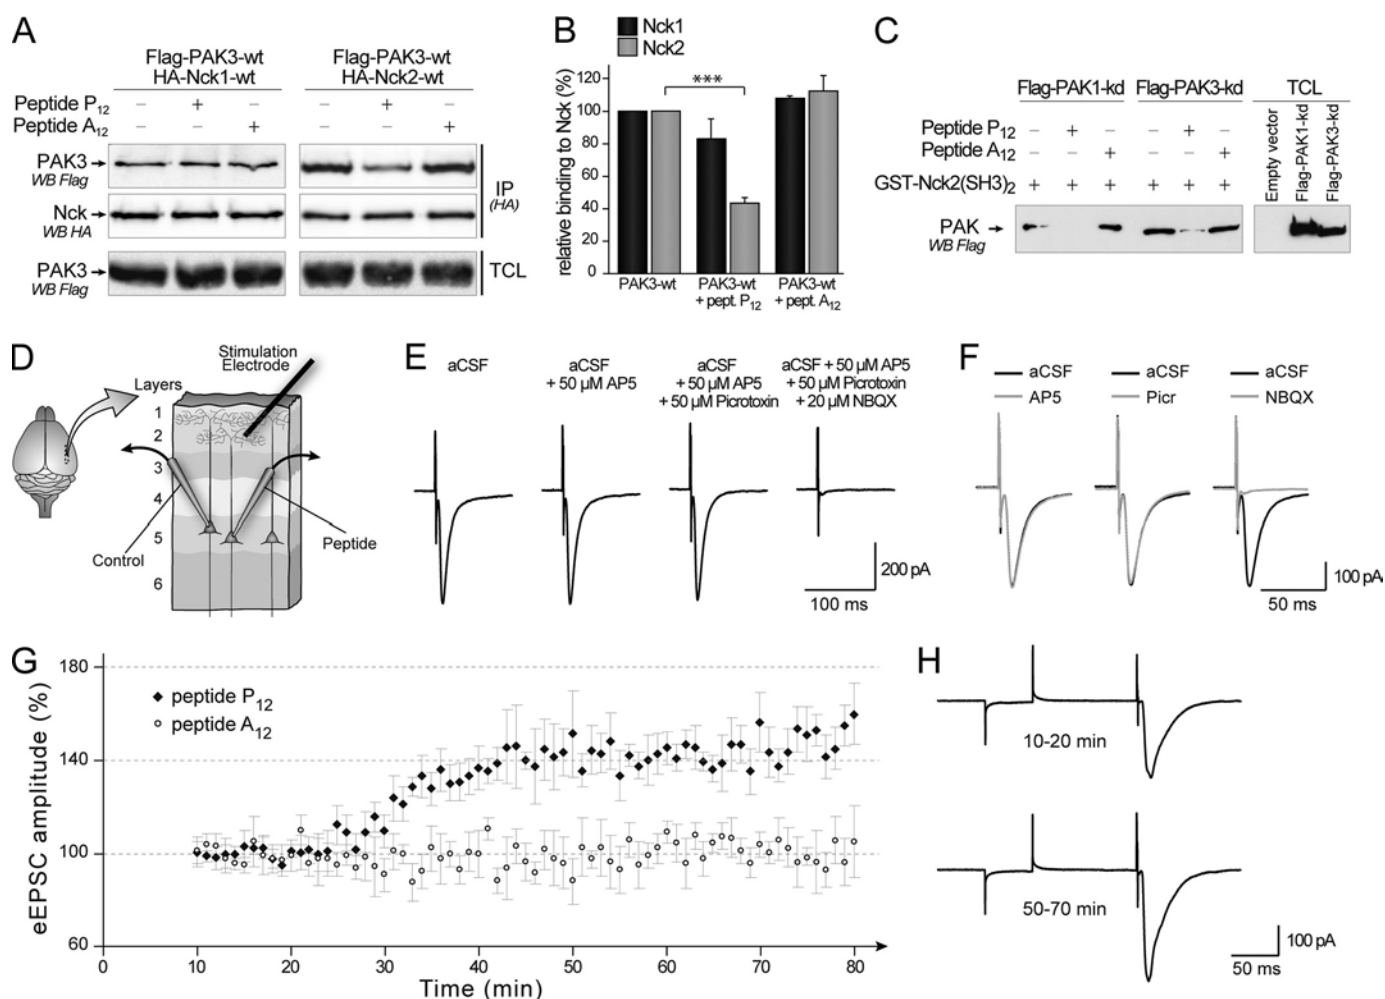 A
Flag-PAK3-wt
HA-Nck1-wt
Flag-PAK3-wt
HA-Nck2-wt
Peptide P12 – + – – + –
Peptide A12 – – + – – +
PAK3
WB Flag
Nck
WB HA
IP
(HA)
PAK3
WB Flag
TCL
B
Nck1
Nck2
relative binding to Nck (%)
120
100
80
60
40
20
0
***
PAK3-wt
PAK3-wt
+ pept. P12
PAK3-wt
+ pept. A12
C
Flag-PAK1-kd Flag-PAK3-kd TCL
Peptide P12 – + – – + –
Peptide A12 – – + – – +
GST-Nck2(SH3)2 + + + + + +
Empty vector
Flag-PAK1-kd
Flag-PAK3-kd
PAK
WB Flag
D
Stimulation
Electrode
Layers
1
2
3
4
5
6
Control
Peptide
E
aCSF
aCSF
+ 50 µM AP5
aCSF
+ 50 µM AP5
+ 50 µM Picrotoxin
aCSF + 50 µM AP5
+ 50 µM Picrotoxin
+ 20 µM NBQX
200 pA
100 ms
F
aCSF
AP5
aCSF
Picr
aCSF
NBQX
100 pA
50 ms
G
eEPSC amplitude (%)
180
140
100
60
peptide P12
peptide A12
0 10 20 30 40 50 60 70 80
Time (min)
H
10-20 min
50-70 min
100 pA
50 ms